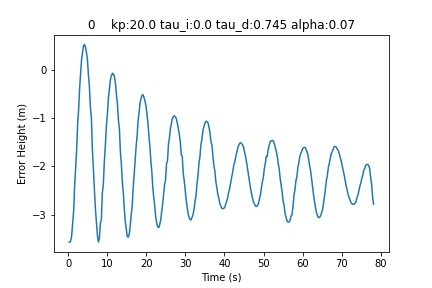 0 kp:20.0 tau_i:0.0 tau_d:0.745 alpha:0.07
Error Height (m)
0
−1
−2
−3
0 10 20 30 40 50 60 70 80
Time (s)